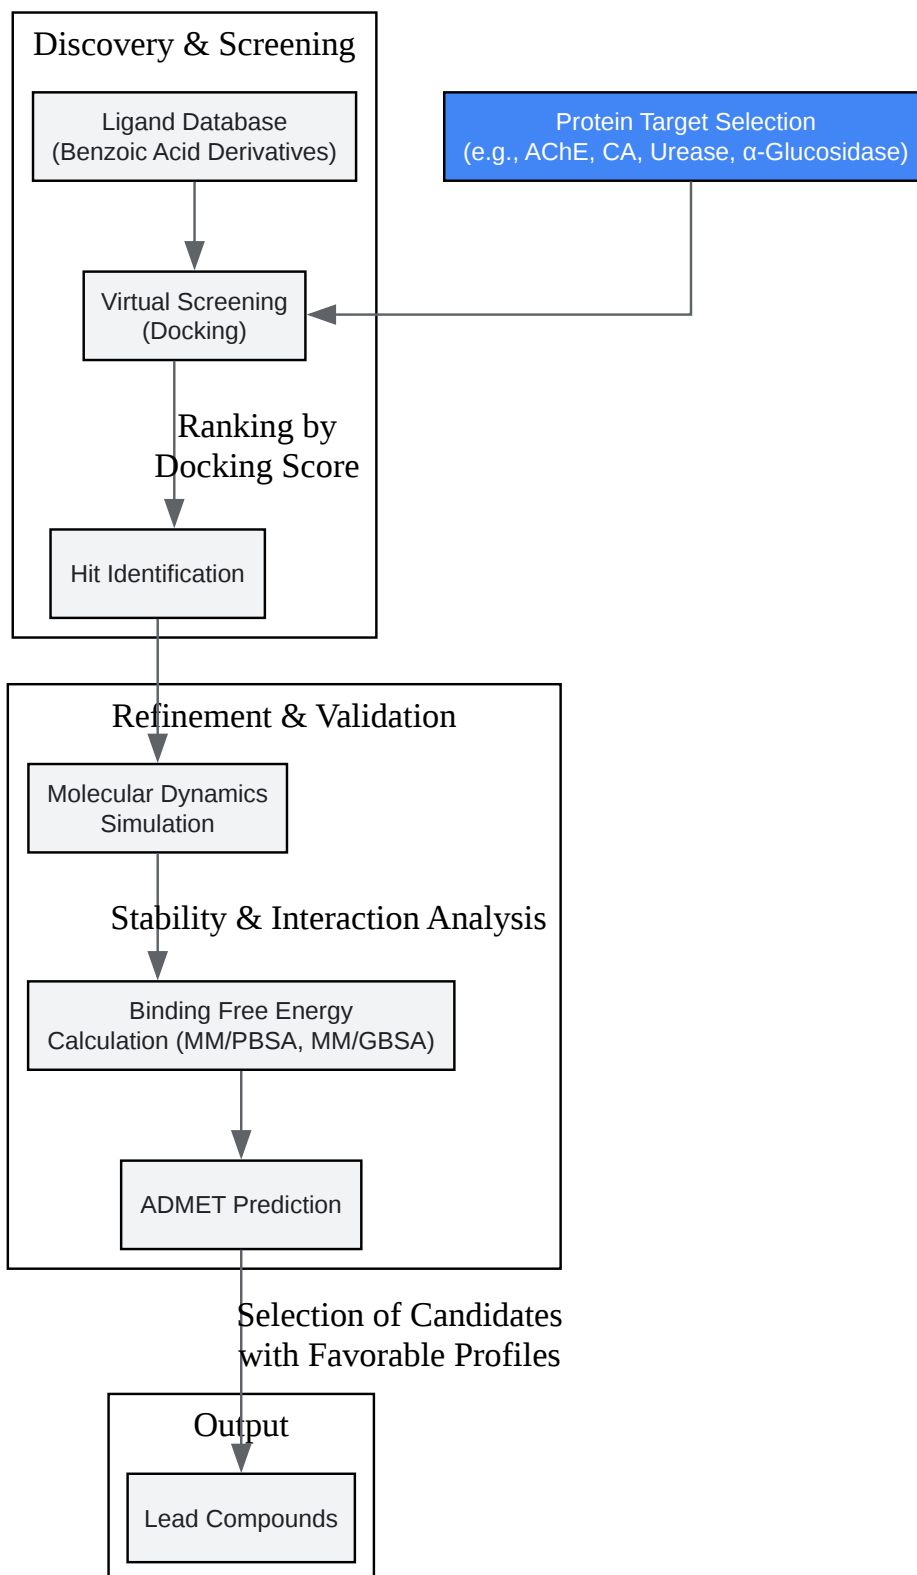 Discovery & Screening
Ligand Database
(Benzoic Acid Derivatives)
Protein Target Selection
(e.g., AChE, CA, Urease, α-Glucosidase)
Virtual Screening
(Docking)
Ranking by
Docking Score
Hit Identification
Refinement & Validation
Molecular Dynamics
Simulation
Stability & Interaction Analysis
Binding Free Energy
Calculation (MM/PBSA, MM/GBSA)
ADMET Prediction
Selection of Candidates
with Favorable Profiles
Output
Lead Compounds